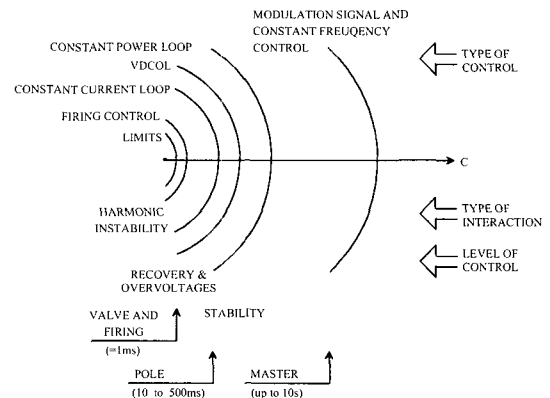 MODULATION SIGNAL AND
CONSTANT FREUQENCY
CONTROL
CONSTANT POWER LOOP
VDCOL
CONSTANT CURRENT LOOP
FIRING CONTROL
LIMITS
TYPE OF
CONTROL
C
HARMONIC
INSTABILITY
TYPE OF
INTERACTION
RECOVERY &
OVERVOLTAGES
LEVEL OF
CONTROL
VALVE AND
FIRING
(=1ms)
STABILITY
POLE
(10 to 500ms)
MASTER
(up to 10s)